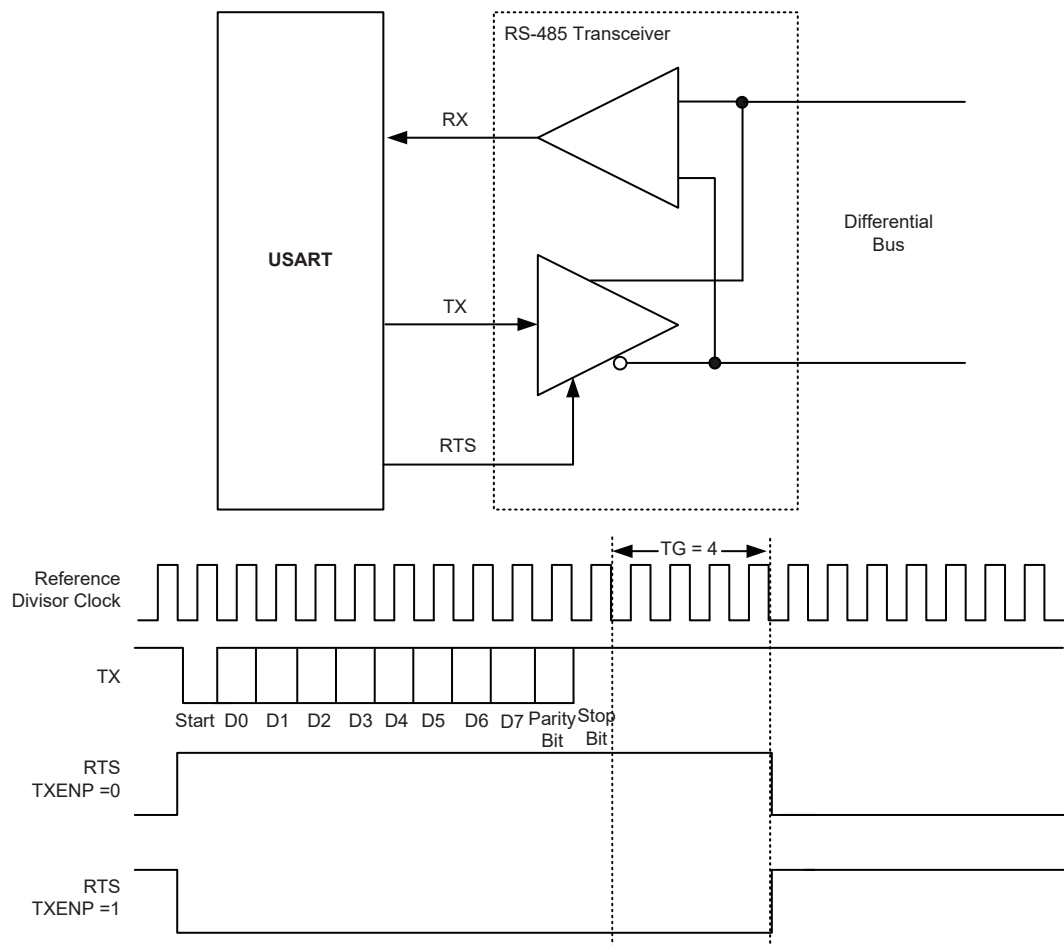 RS-485 Transceiver
RX
USART
Differential
Bus
TX
RTS
TG = 4
Reference
Divisor Clock
TX
Start D0 D1 D2 D3 D4 D5 D6 D7 Parity Stop
Bit Bit
RTS
TXENP =0
RTS
TXENP =1